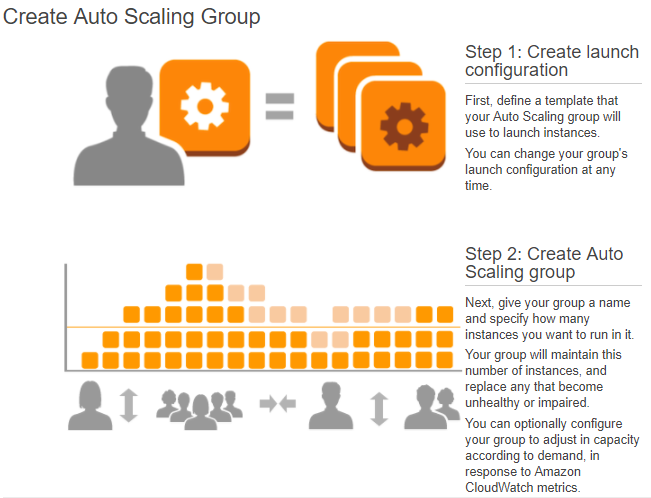 Create Auto Scaling Group
Step 1: Create launch
configuration
First, define a template that
your Auto Scaling group will
use to launch instances.
You can change your group's
launch configuration at any
time.
Step 2: Create Auto
Scaling group
Next, give your group a name
and specify how many
instances you want to run in it.
Your group will maintain this
number of instances, and
replace any that become
unhealthy or impaired.
You can optionally configure
your group to adjust in capacity
according to demand, in
response to Amazon
CloudWatch metrics.